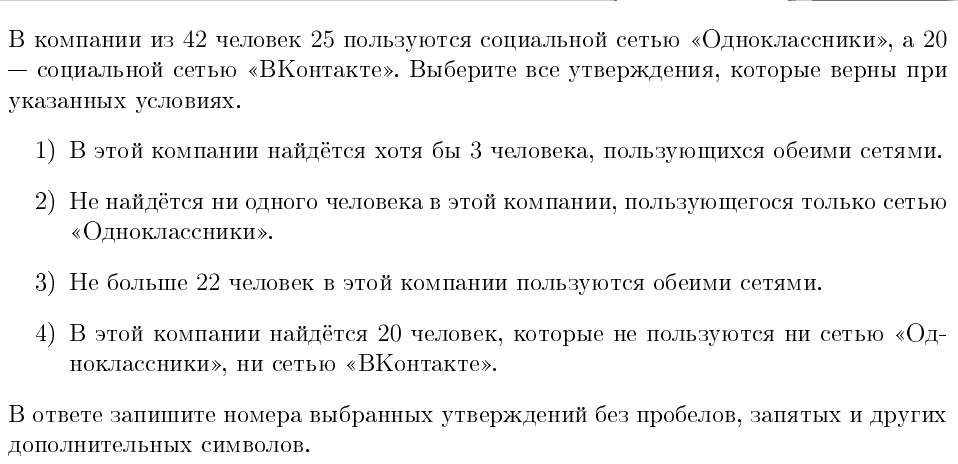 В компании из 42 человек 25 пользуются социальной сетью «Одноклассники», а 20
— социальной сетью «ВКонтакте». Выберите все утверждения, которые верны при
указанных условиях.
1) В этой компании найдётся хотя бы 3 человека, пользующихся обеими сетями.
2) Не найдётся ни одного человека в этой компании, пользующегося только сетью
«Одноклассники».
3) Не больше 22 человек в этой компании пользуются обеими сетями.
4) В этой компании найдётся 20 человек, которые не пользуются ни сетью «Од-
ноклассники», ни сетью «ВКонтакте».
В ответе запишите номера выбранных утверждений без пробелов, запятых и других
дополнительных символов.